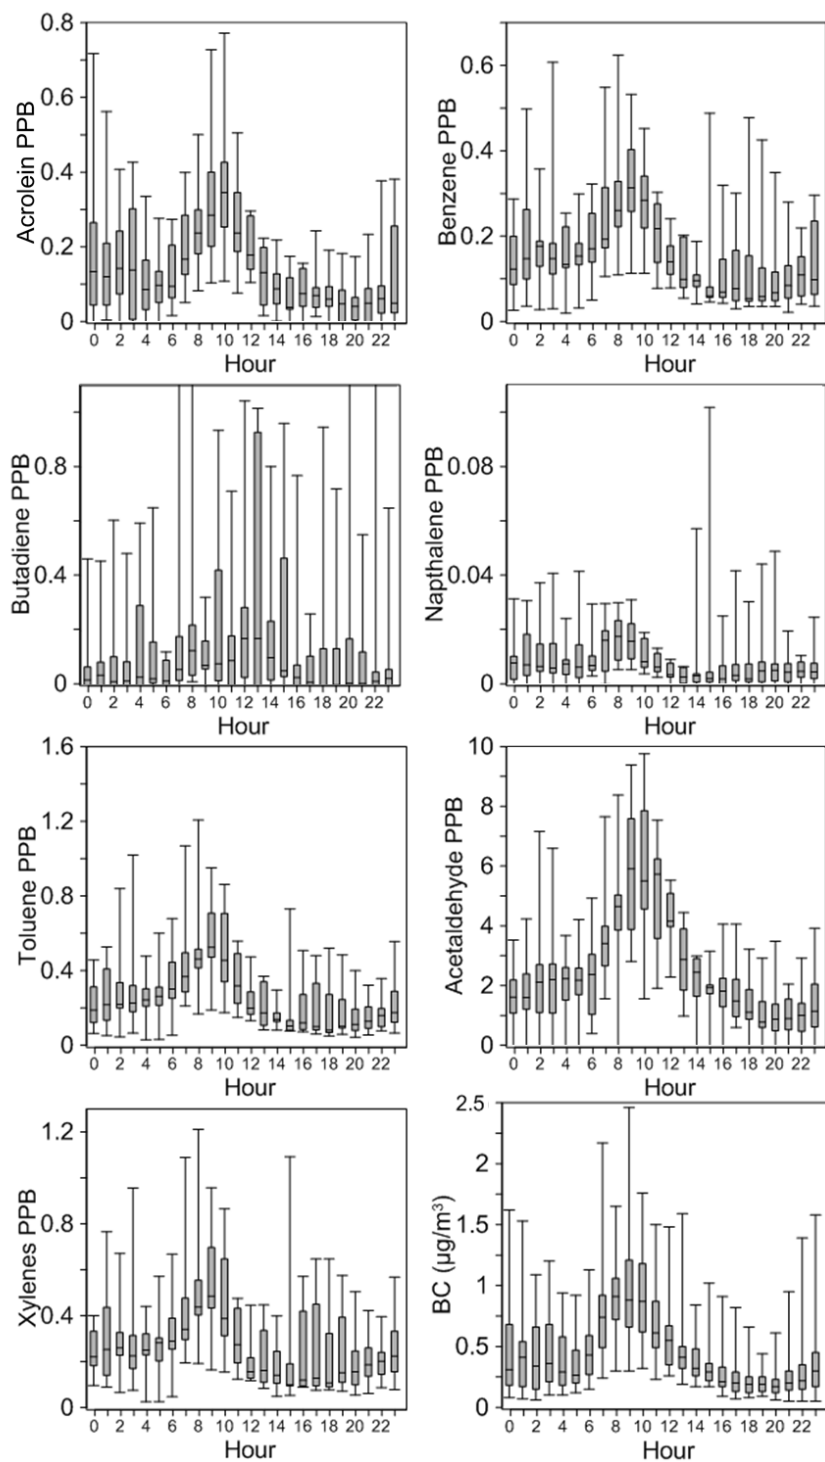 Acrolein PPB
0.8
0.6
0.4
0.2
0
0 2 4 6 8 10 12 14 16 18 20 22
Hour
Benzene PPB
0.6
0.4
0.2
0
0 2 4 6 8 10 12 14 16 18 20 22
Hour
Butadiene PPB
0.8
0.4
0
0 2 4 6 8 10 12 14 16 18 20 22
Hour
Napthalene PPB
0.08
0.04
0
0 2 4 6 8 10 12 14 16 18 20 22
Hour
Toluene PPB
1.6
1.2
0.8
0.4
0
0 2 4 6 8 10 12 14 16 18 20 22
Hour
Acetaldehyde PPB
10
8
6
4
2
0
0 2 4 6 8 10 12 14 16 18 20 22
Hour
Xylenes PPB
1.2
0.8
0.4
0
0 2 4 6 8 10 12 14 16 18 20 22
Hour
BC (µg/m³)
2.5
2
1.5
1
0.5
0
0 2 4 6 8 10 12 14 16 18 20 22
Hour